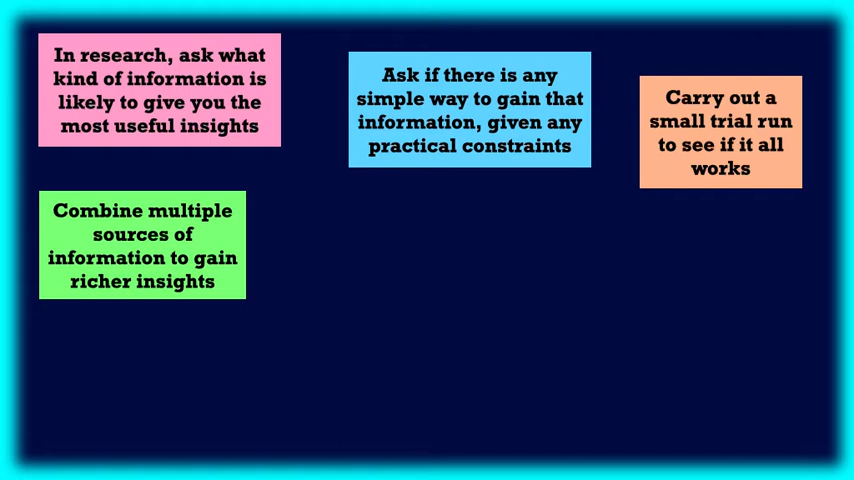 In research, ask what
kind of information is
likely to give you the
most useful insights
Ask if there is any
simple way to gain that
information, given any
practical constraints
Carry out a
small trial run
to see if it all
works
Combine multiple
sources of
information to gain
richer insights